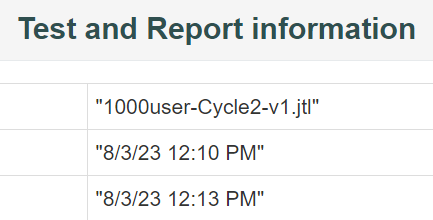 Test and Report information
"1000user-Cycle2-v1.jtl"
"8/3/23 12:10 PM"
"8/3/23 12:13 PM"